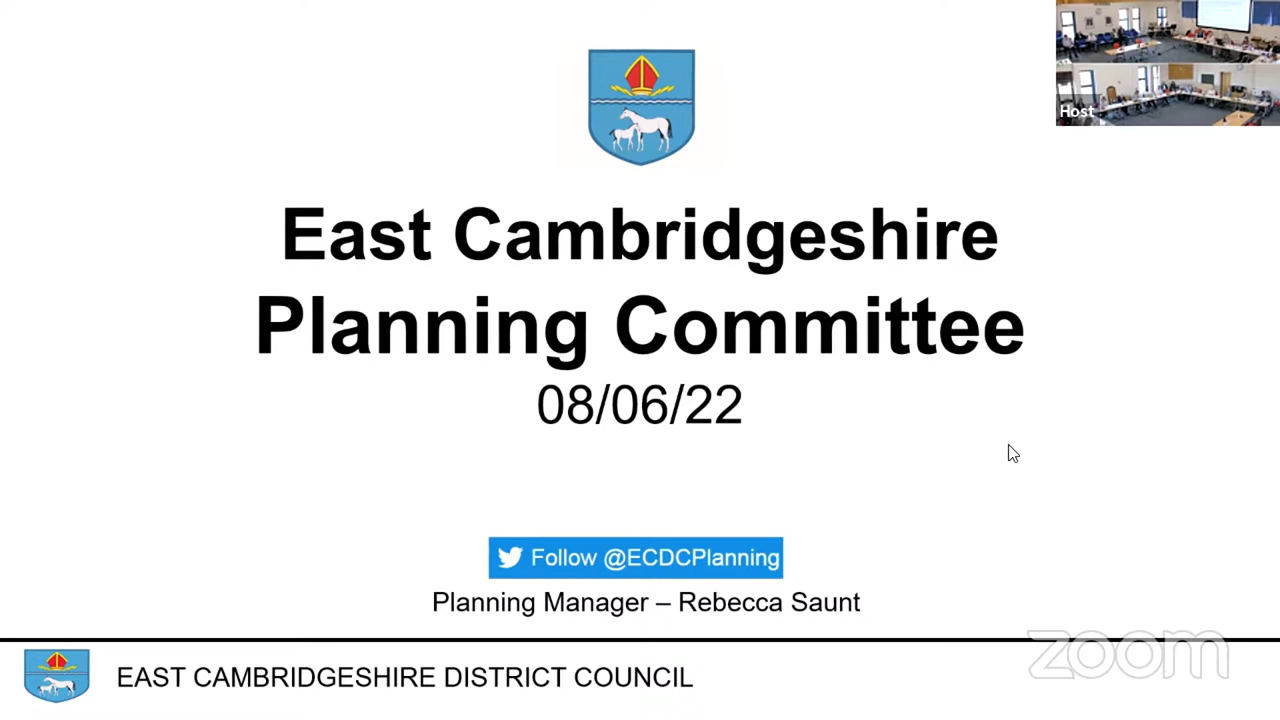 Host
East Cambridgeshire
Planning Committee
08/06/22
Follow @ECDCPlanning
Planning Manager – Rebecca Saunt
EAST CAMBRIDGESHIRE DISTRICT COUNCIL
zoom